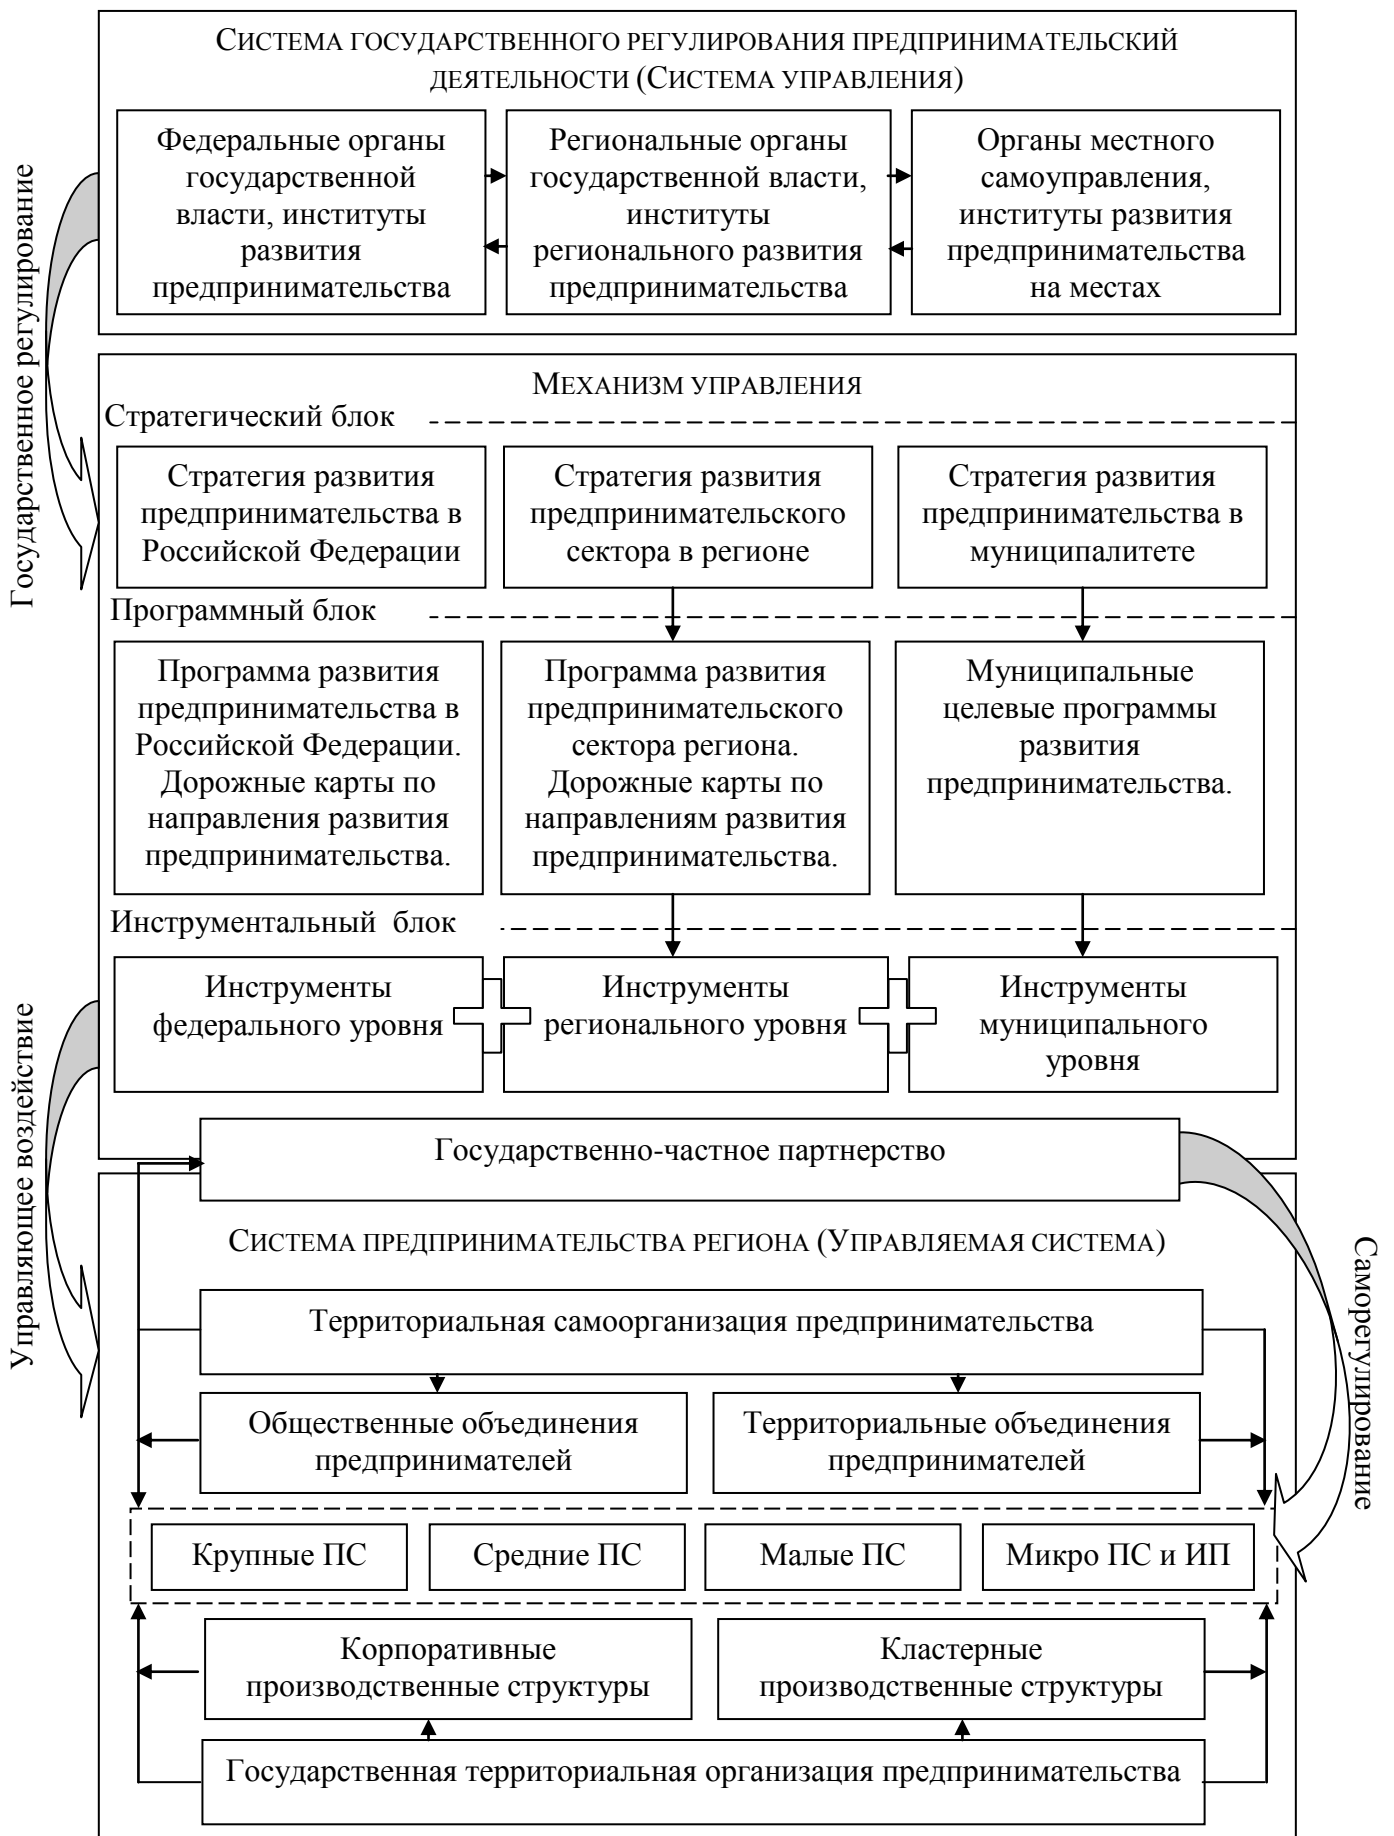 СИСТЕМА ГОСУДАРСТВЕННОГО РЕГУЛИРОВАНИЯ ПРЕДПРИНИМАТЕЛЬСКИЙ
ДЕЯТЕЛЬНОСТИ (СИСТЕМА УПРАВЛЕНИЯ)
Федеральные органы
государственной
власти, институты
развития
предпринимательства
Региональные органы
государственной власти,
институты
регионального развития
предпринимательства
Органы местного
самоуправления,
институты развития
предпринимательства
на местах
Государственное регулирование
МЕХАНИЗМ УПРАВЛЕНИЯ
Стратегический блок
Стратегия развития
предпринимательства в
Российской Федерации
Стратегия развития
предпринимательского
сектора в регионе
Стратегия развития
предпринимательства в
муниципалитете
Программный блок
Программа развития
предпринимательства в
Российской Федерации.
Дорожные карты по
направления развития
предпринимательства.
Программа развития
предпринимательского
сектора региона.
Дорожные карты по
направлениям развития
предпринимательства.
Муниципальные
целевые программы
развития
предпринимательства.
Инструментальный блок
Инструменты
федерального уровня
Инструменты
регионального уровня
Инструменты
муниципального
уровня
Управляющее воздействие
Государственно-частное партнерство
СИСТЕМА ПРЕДПРИНИМАТЕЛЬСТВА РЕГИОНА (УПРАВЛЯЕМАЯ СИСТЕМА)
Саморегулирование
Территориальная самоорганизация предпринимательства
Общественные объединения
предпринимателей
Территориальные объединения
предпринимателей
Крупные ПС
Средние ПС
Малые ПС
Микро ПС и ИП
Корпоративные
производственные структуры
Кластерные
производственные структуры
Государственная территориальная организация предпринимательства